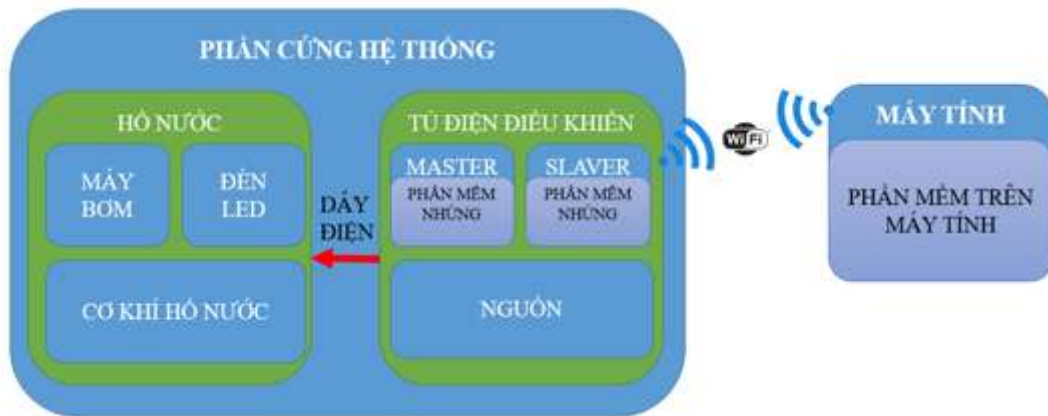 PHẦN CỨNG HỆ THỐNG
HỒ NƯỚC
MÁY
BƠM
ĐÈN
LED
CƠ KHÍ HỒ NƯỚC
DÂY
ĐIỆN
TỦ ĐIỆN ĐIỀU KHIỂN
MASTER
PHẦN MỀM
NHÚNG
SLAVER
PHẦN MỀM
NHÚNG
NGUỒN
WiFi
MÁY TÍNH
PHẦN MỀM TRÊN
MÁY TÍNH